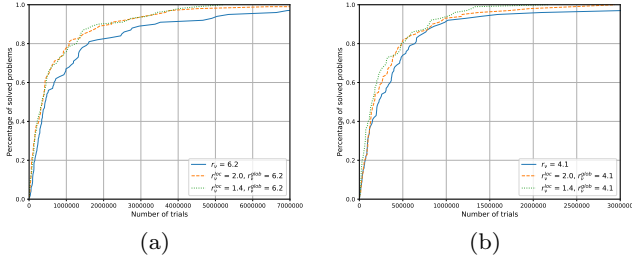 Percentage of solved problems
1.0
0.8
0.6
0.4
0.2
0.0
0 1000000 2000000 3000000 4000000 5000000 6000000 7000000
Number of trials
r_v = 6.2
r_v^loc = 2.0, r_v^glob = 6.2
r_v^loc = 1.4, r_v^glob = 6.2
(a)
Percentage of solved problems
1.0
0.8
0.6
0.4
0.2
0.0
0 500000 1000000 1500000 2000000 2500000 3000000
Number of trials
r_v = 4.1
r_v^loc = 2.0, r_v^glob = 4.1
r_v^loc = 1.4, r_v^glob = 4.1
(b)